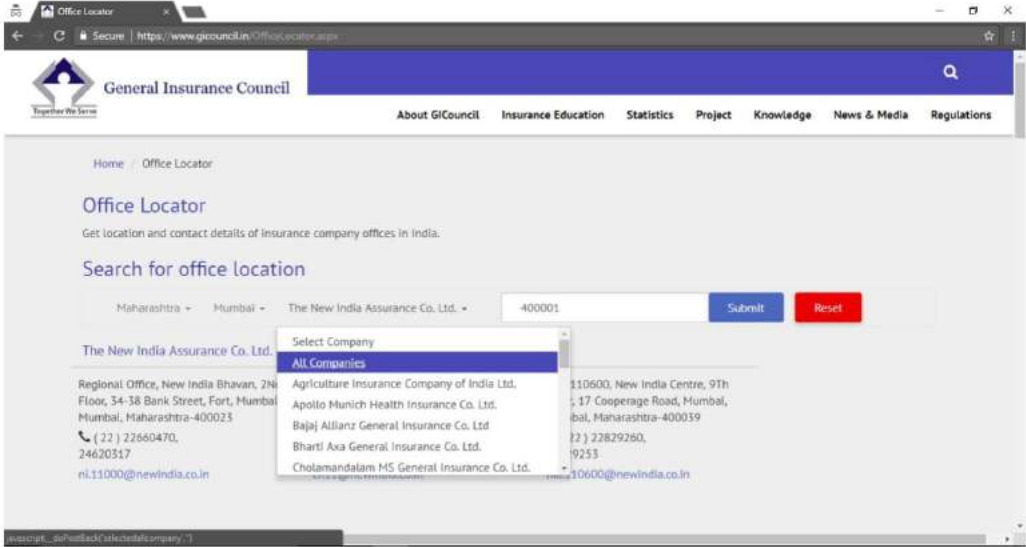 Office Locator
Secure | https://www.gicouncil.in/OfficeLocator.aspx
General Insurance Council
Together We Serve
About GICouncil Insurance Education Statistics Project Knowledge News & Media Regulations
Home / Office Locator
Office Locator
Get location and contact details of insurance company offices in India.
Search for office location
Maharashtra Mumbai The New India Assurance Co. Ltd. 400001 Submit Reset
Select Company
The New India Assurance Co. Ltd.
All Companies
Agriculture Insurance Company of India Ltd.
Apollo Munich Health Insurance Co. Ltd.
Bajaj Allianz General Insurance Co. Ltd
Bharti Axa General Insurance Co. Ltd.
Cholamandalam MS General Insurance Co. Ltd.
Regional Office, New India Bhavan,
Floor, 34-38 Bank Street, Fort, Mumbai
Mumbai, Maharashtra-400023
( 22 ) 22660470,
24620317
ni.11000@newindia.co.in
110600, New India Centre, 9Th
17 Cooperage Road, Mumbai,
Maharashtra-400039
22829260,
10600@newindia.co.in